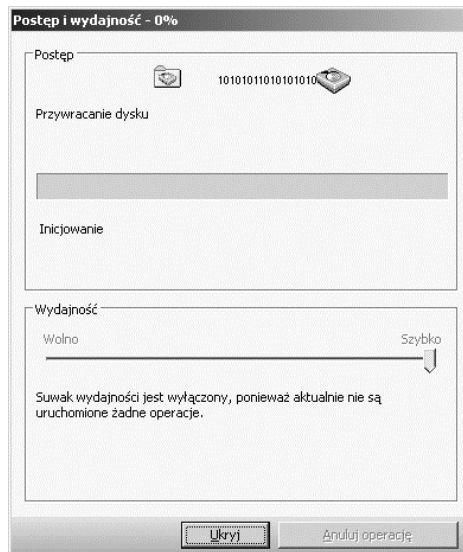 Postęp i wydajność - 0%
Postęp
10101011010101010
Przywracanie dysku
Inicjowanie
Wydajność
Wolno Szybko
Suwak wydajności jest wyłączony, ponieważ aktualnie nie są
uruchomione żadne operacje.
Ukryj Anuluj operację